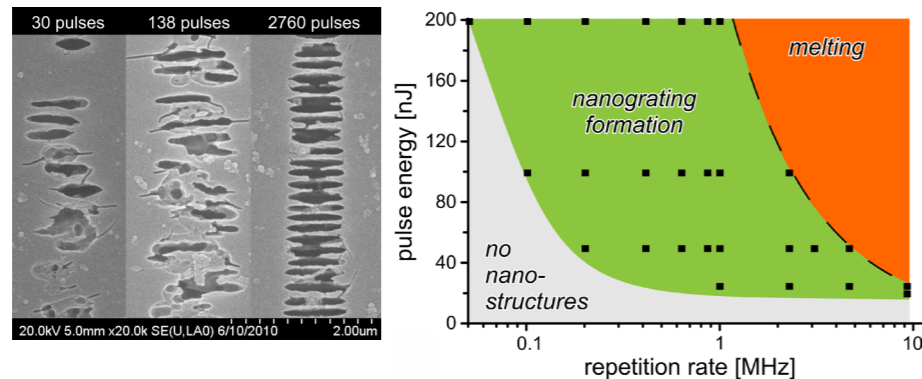 30 pulses 138 pulses 2760 pulses
20.0kV 5.0mm x20.0k SE(U,LA0) 6/10/2010 2.00um
pulse energy [nJ]
200
160
120
80
40
0
melting
nanograting
formation
no
nano-
structures
0.1 1 10
repetition rate [MHz]